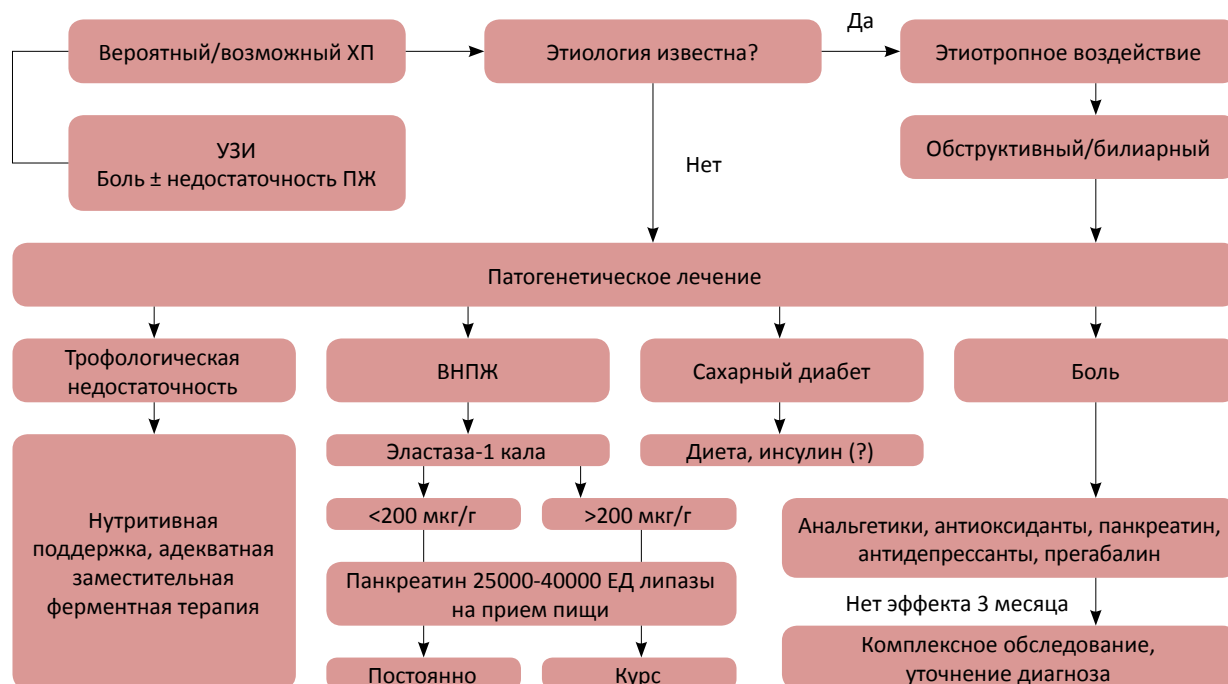 Вероятный/возможный ХП
Этиология известна?
Да
Этиотропное воздействие
УЗИ
Боль ± недостаточность ПЖ
Нет
Обструктивный/билиарный
Патогенетическое лечение
Трофологическая
недостаточность
ВНПЖ
Сахарный диабет
Боль
Эластаза-1 кала
Диета, инсулин (?)
<200 мкг/г
>200 мкг/г
Нутритивная
поддержка, адекватная
заместительная
ферментная терапия
Анальгетики, антиоксиданты, панкреатин,
антидепрессанты, прегабалин
Панкреатин 25000-40000 ЕД липазы
на прием пищи
Нет эффекта 3 месяца
Постоянно
Курс
Комплексное обследование,
уточнение диагноза